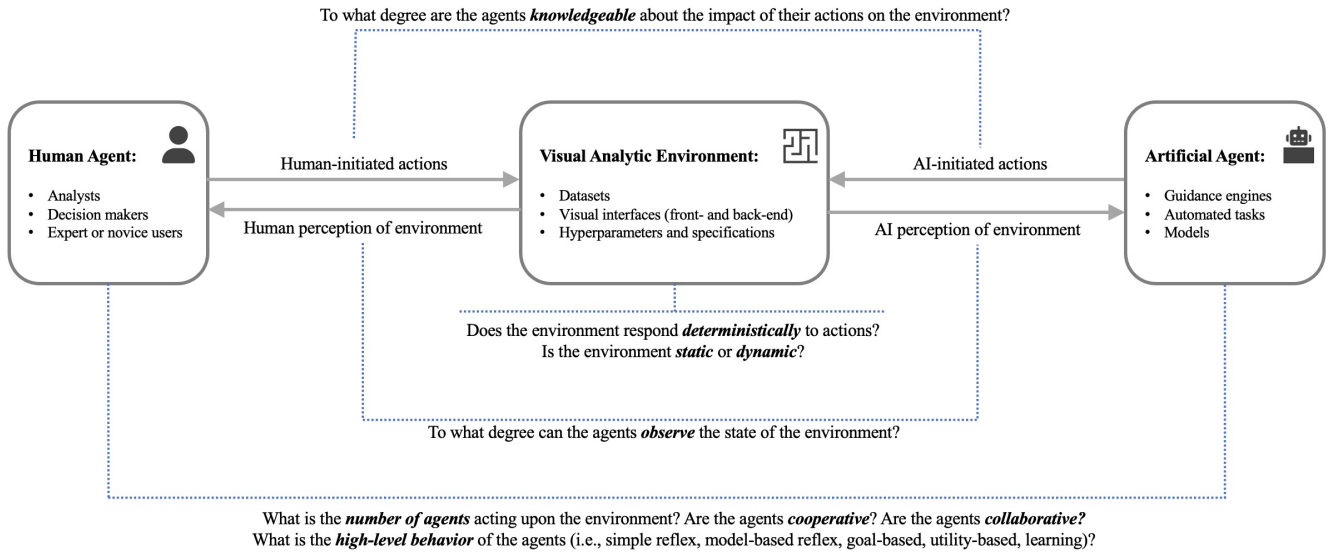 To what degree are the agents knowledgeable about the impact of their actions on the environment?
Human Agent:
• Analysts
• Decision makers
• Expert or novice users
Human-initiated actions
Human perception of environment
Visual Analytic Environment:
• Datasets
• Visual interfaces (front- and back-end)
• Hyperparameters and specifications
AI-initiated actions
AI perception of environment
Artificial Agent:
• Guidance engines
• Automated tasks
• Models
Does the environment respond deterministically to actions?
Is the environment static or dynamic?
To what degree can the agents observe the state of the environment?
What is the number of agents acting upon the environment? Are the agents cooperative? Are the agents collaborative?
What is the high-level behavior of the agents (i.e., simple reflex, model-based reflex, goal-based, utility-based, learning)?